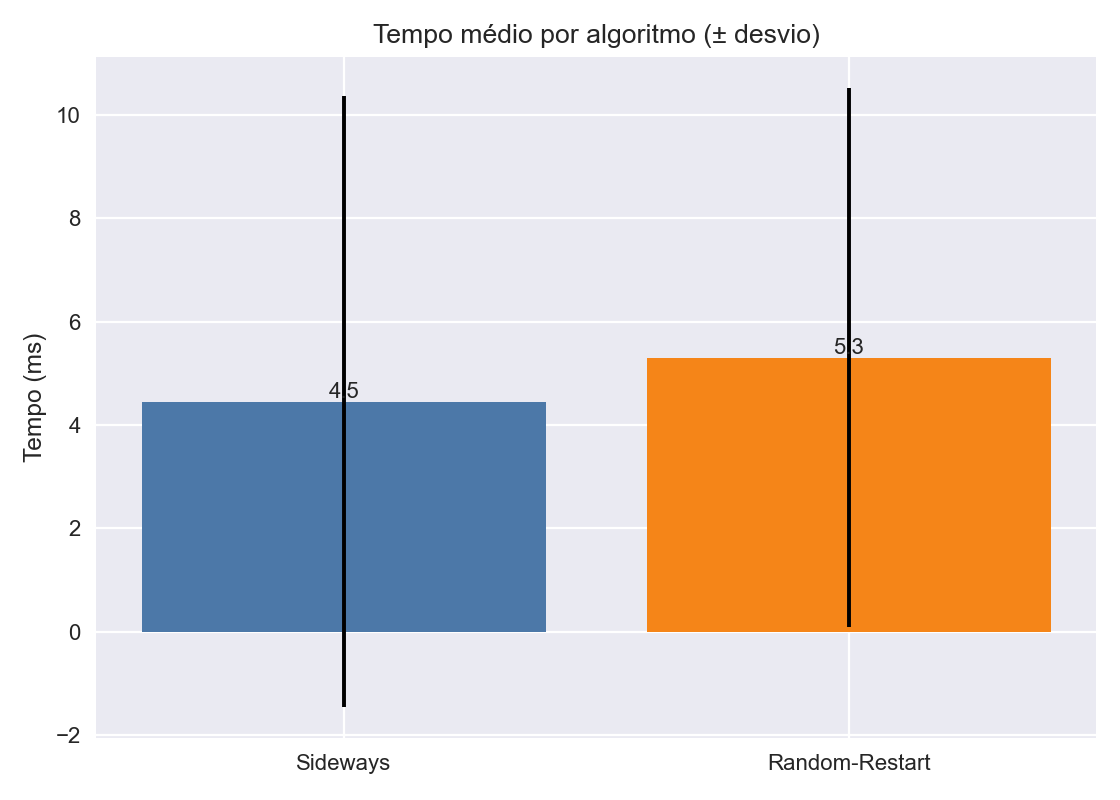 Tempo médio por algoritmo (± desvio)
Tempo (ms)
10
8
6
4
2
0
−2
4.5
5.3
Sideways
Random-Restart